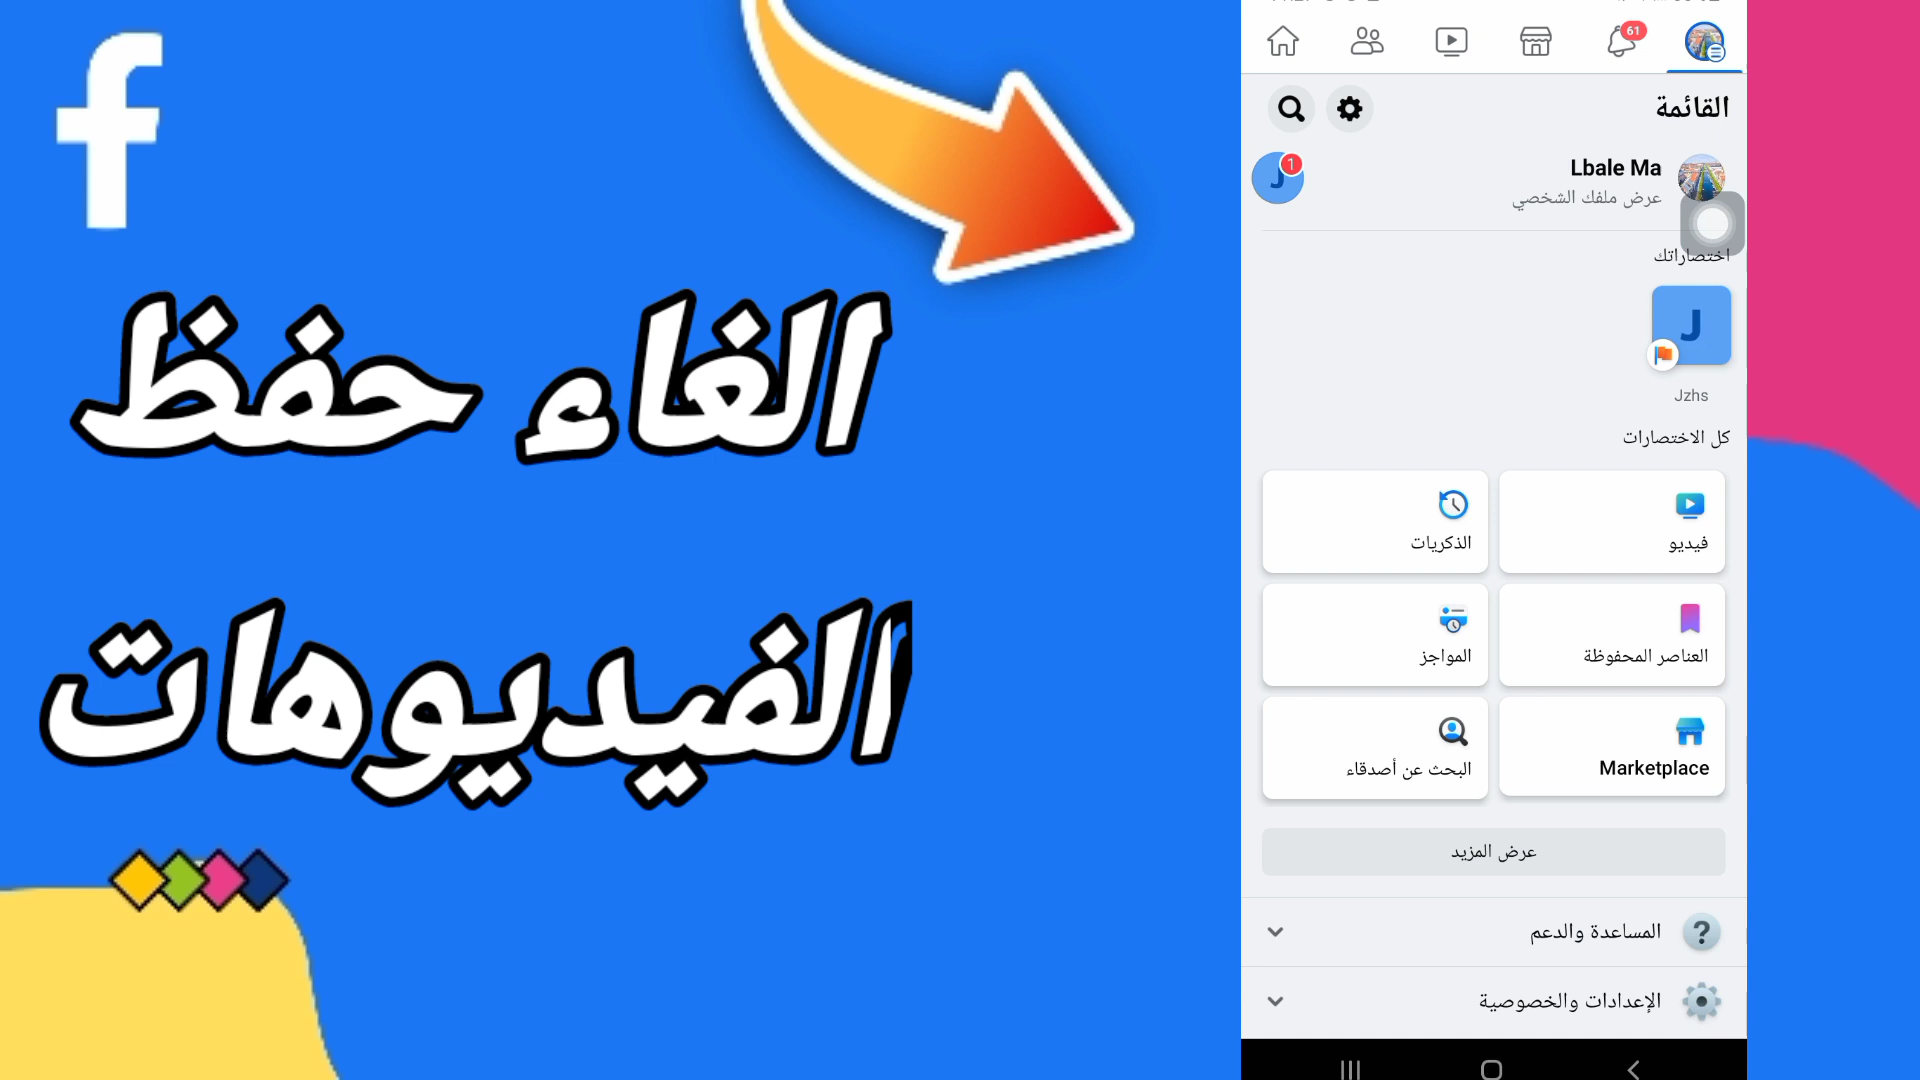 الغاء حفظ
الفيديوهات
61
القائمة
Lbale Ma
عرض ملفك الشخصي
J
1
اختصاراتك
J
Jzhs
كل الاختصارات
فيديو
الذكريات
العناصر المحفوظة
المواجز
Marketplace
البحث عن أصدقاء
عرض المزيد
المساعدة والدعم
الإعدادات والخصوصية